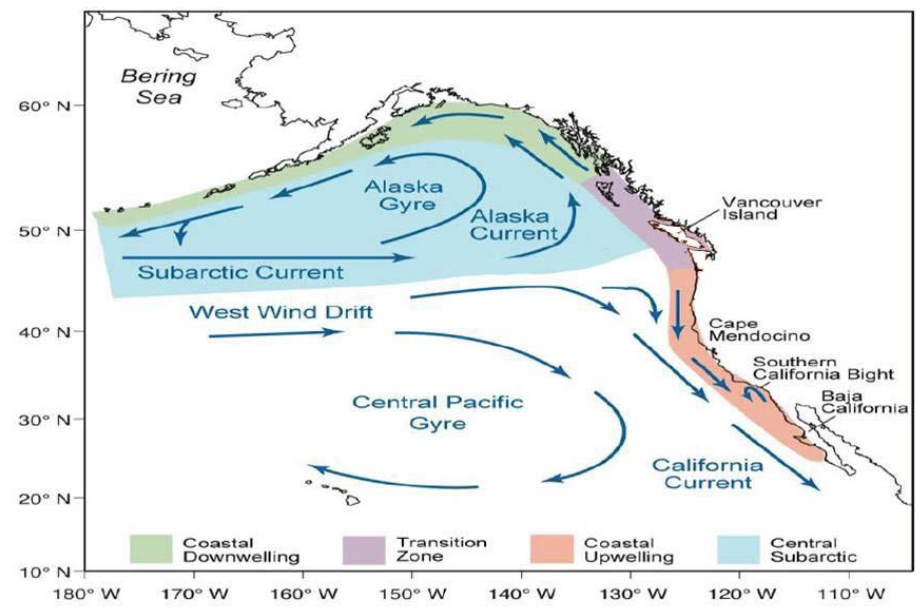 Bering
Sea
60° N
Alaska
Gyre
Alaska
Current
Vancouver
Island
50° N
Subarctic Current
West Wind Drift
40° N
Cape
Mendocino
Southern
California Bight
Baja
California
Central Pacific
Gyre
30° N
California
Current
20° N
Coastal
Downwelling
Transition
Zone
Coastal
Upwelling
Central
Subarctic
10° N
180° W 170° W 160° W 150° W 140° W 130° W 120° W 110° W